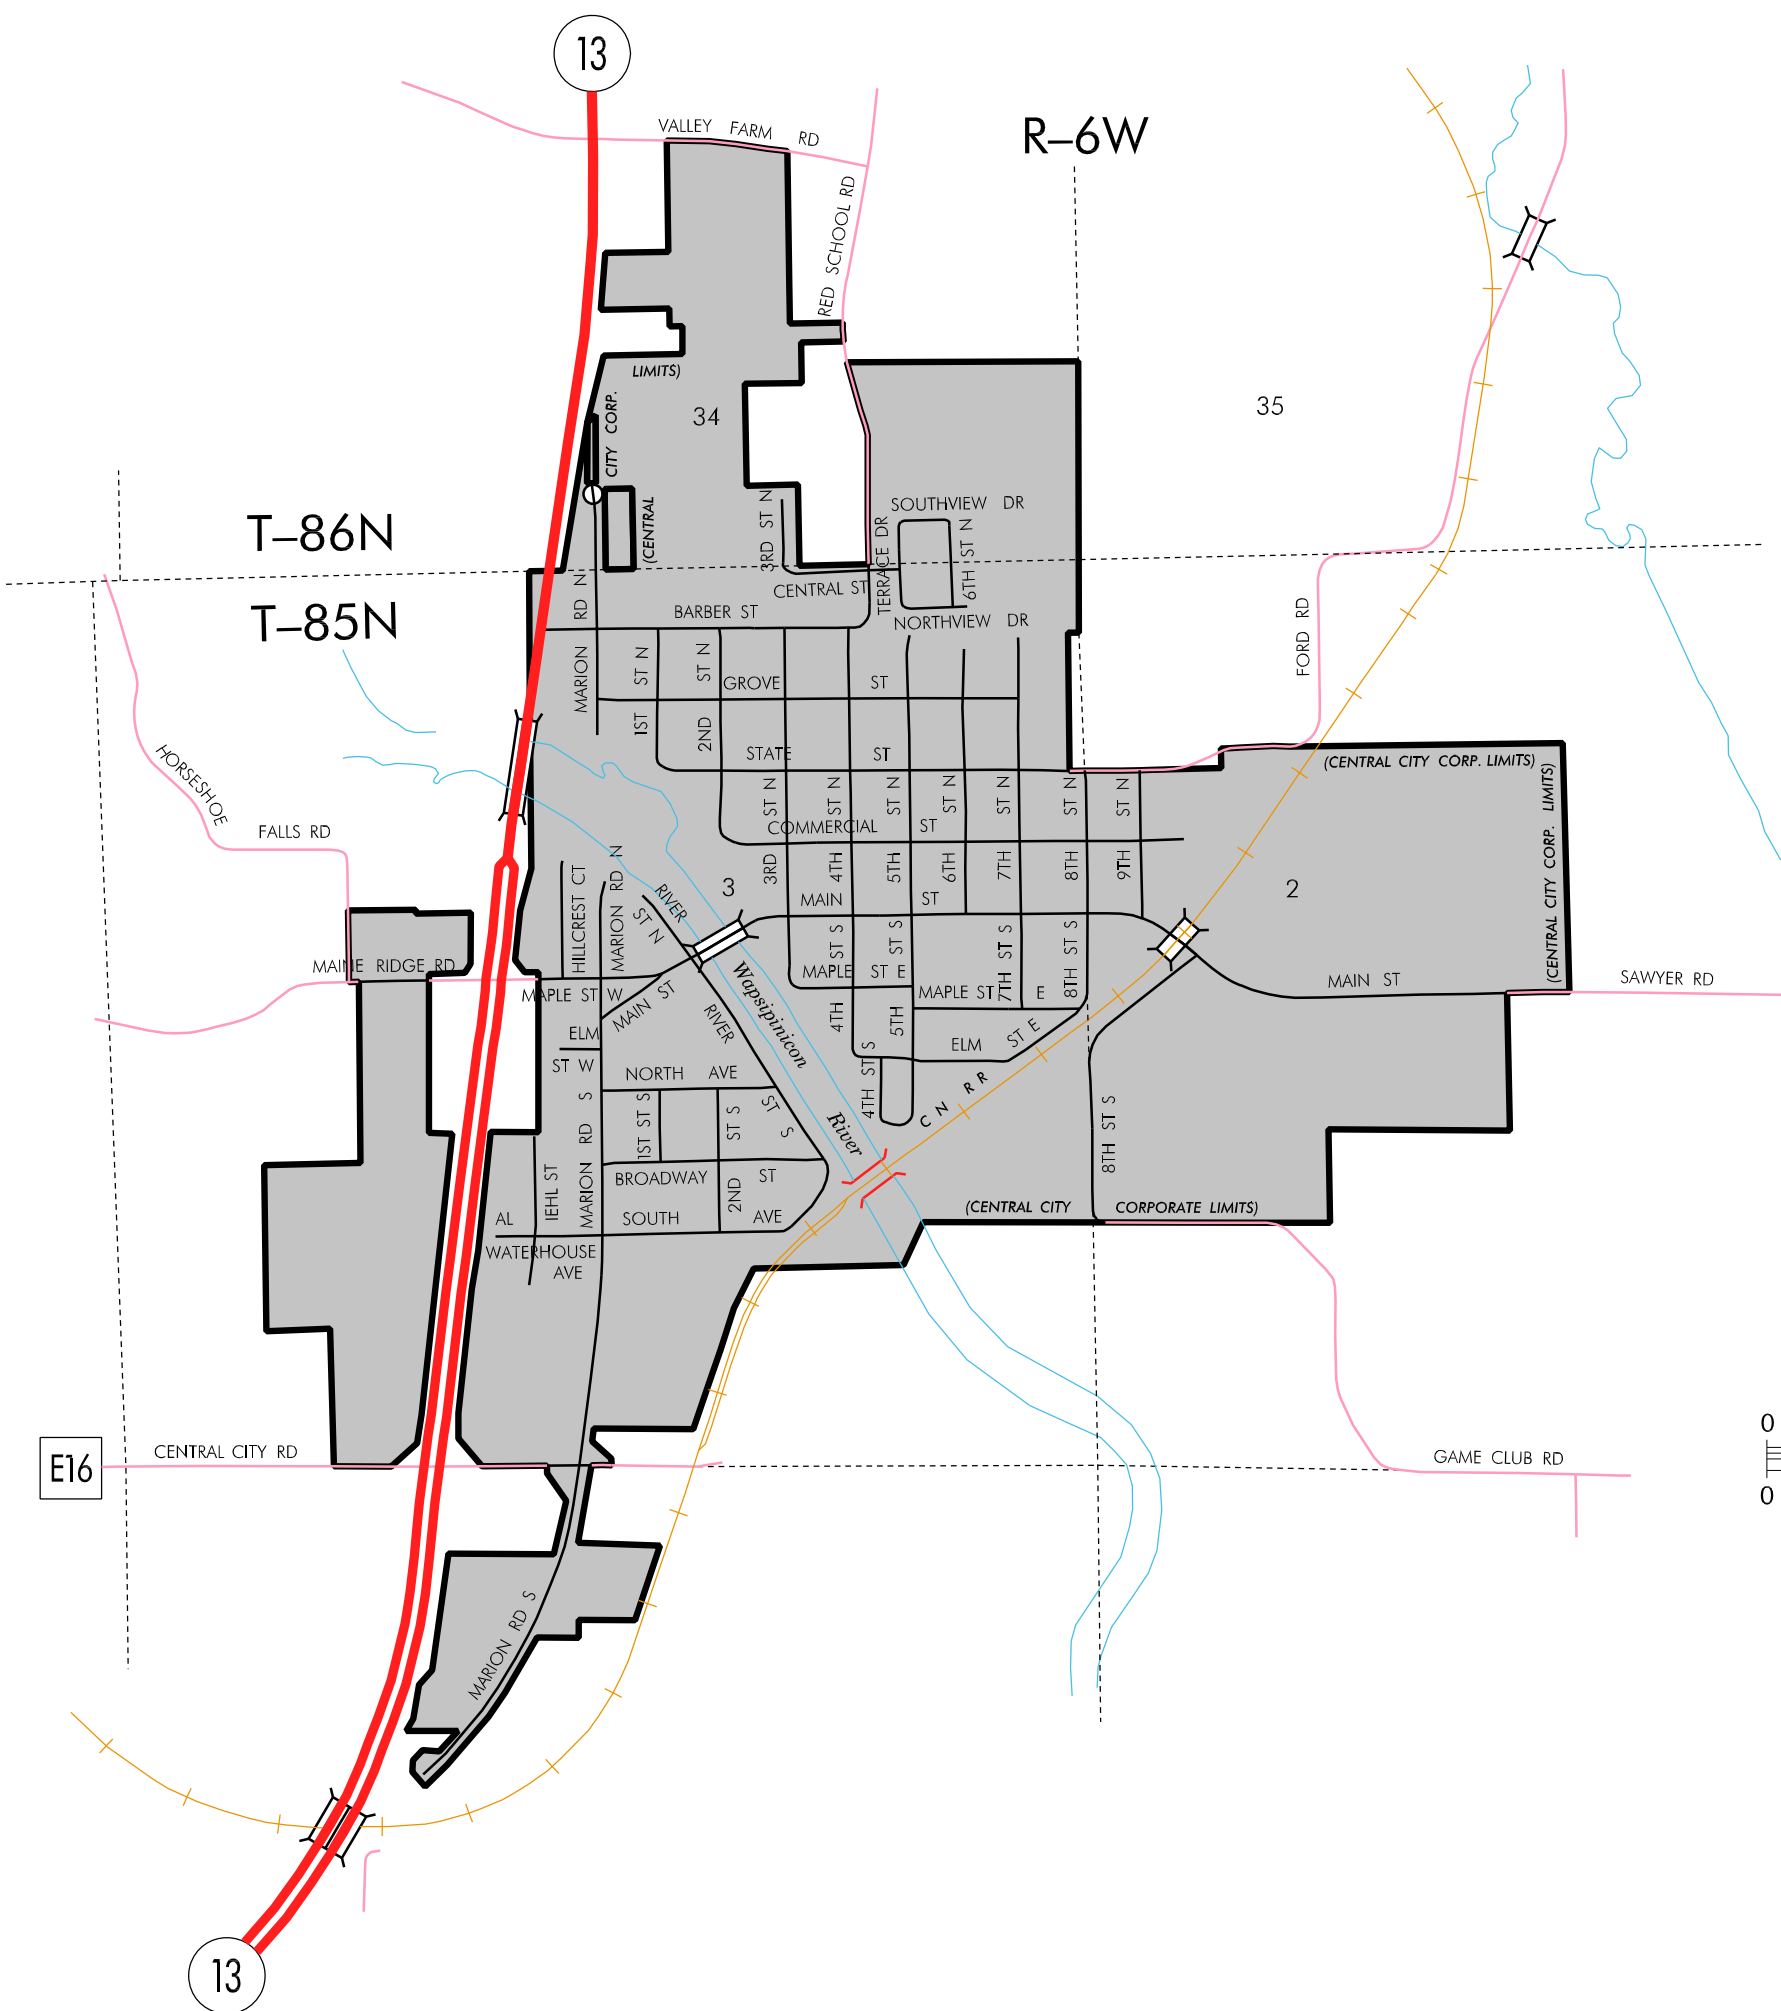 13
VALLEY FARM RD
R–6W
RED SCHOOL RD
LIMITS)
CITY CORP.
(CENTRAL
34
35
T–86N
T–85N
3RD ST N
SOUTHVIEW DR
TERRACE DR
6TH ST N
CENTRAL ST
BARBER ST
NORTHVIEW DR
MARION RD N
1ST ST N
2ND ST N
GROVE ST
STATE ST
FORD RD
(CENTRAL CITY CORP. LIMITS)
(CENTRAL CITY CORP. LIMITS)
HORSESHOE
FALLS RD
3RD ST N
4TH ST N
5TH ST N
6TH ST N
7TH ST N
8TH ST N
9TH ST N
COMMERCIAL ST
HILLCREST CT
MARION RD N
RIVER
ST N
3
2
MAIN ST
MAINE RIDGE RD
MAPLE ST W
MAIN ST
Wapsipinicon
River
MAPLE ST E
4TH ST S
5TH ST S
7TH ST S
8TH ST S
MAPLE ST E
MAIN ST
SAWYER RD
ELM
ST W
RIVER
ST S
ELM ST E
NORTH AVE
4TH ST S
C N R R
1ST ST S
2ND ST S
MARION RD S
IEHL ST
BROADWAY ST
8TH ST S
AL
SOUTH AVE
(CENTRAL CITY CORPORATE LIMITS)
WATERHOUSE
AVE
E16
CENTRAL CITY RD
GAME CLUB RD
0
0
MARION RD S
13